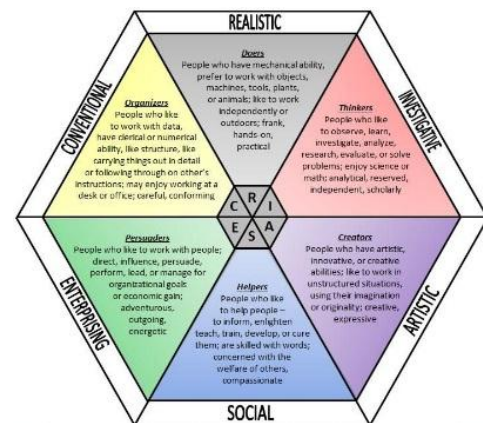 REALISTIC
Doers
People who have mechanical ability,
prefer to work with objects,
machines, tools, plants,
or animals; like to work
independently or
outdoors; frank,
hands-on,
practical
INVESTIGATIVE
Thinkers
People who like
to observe, learn,
investigate, analyze,
research, evaluate, or solve
problems; enjoy science or
math; analytical, reserved,
independent, scholarly
ARTISTIC
Creators
People who have artistic,
innovative, or creative
abilities; like to work in
unstructured situations,
using their imagination
or originality; creative,
expressive
SOCIAL
Helpers
People who like
to help people –
to inform, enlighten
teach, train, develop, or cure
them; are skilled with words;
concerned with the
welfare of others,
compassionate
ENTERPRISING
Persuaders
People who like to work with people;
direct, influence, persuade,
perform, lead, or manage for
organizational goals
or economic gain;
adventurous,
outgoing,
energetic
CONVENTIONAL
Organizers
People who like
to work with data,
have clerical or numerical
ability, like structure, like
carrying things out in detail
or following through on other's
instructions; may enjoy working at a
desk or office; careful, conforming
R
I
A
S
E
C